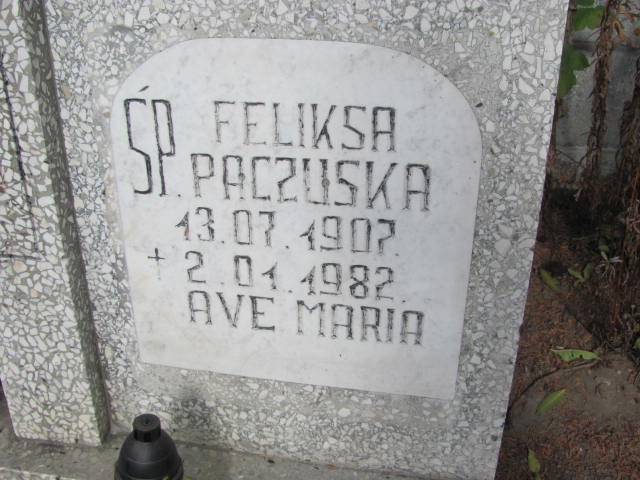 ŚP. FELIKSA
PACZUSKA
13.07.1907.
+ 2.01.1982.
AVE MARIA